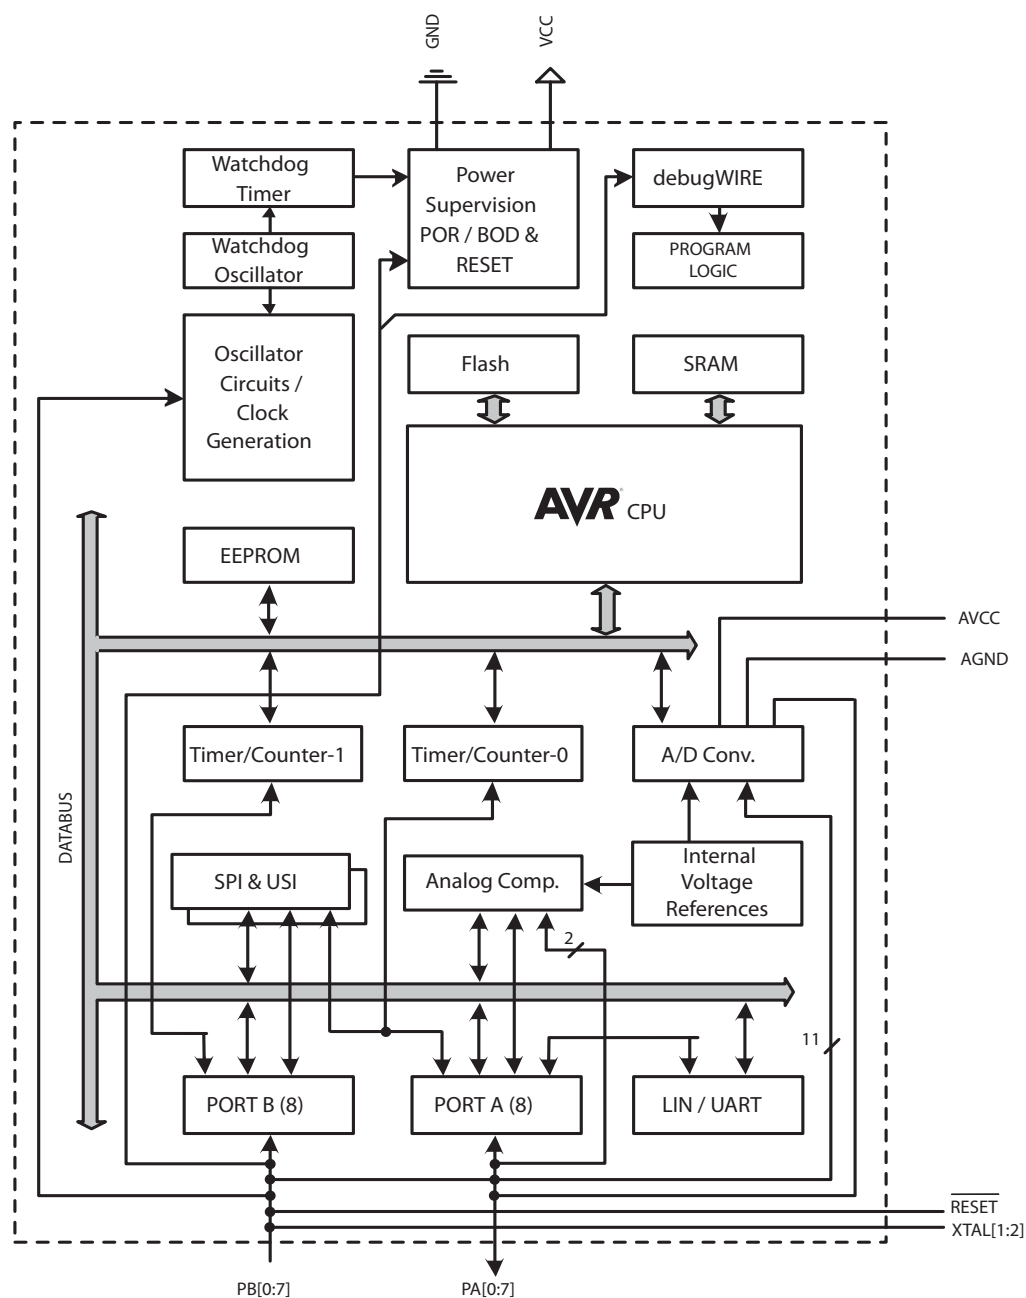 GND
VCC
Watchdog
Timer
Power
Supervision
POR / BOD &
RESET
debugWIRE
Watchdog
Oscillator
PROGRAM
LOGIC
Oscillator
Circuits /
Clock
Generation
Flash
SRAM
AVR CPU
EEPROM
AVCC
AGND
Timer/Counter-1
Timer/Counter-0
A/D Conv.
DATABUS
SPI & USI
Analog Comp.
Internal
Voltage
References
2
11
PORT B (8)
PORT A (8)
LIN / UART
RESET
XTAL[1:2]
PB[0:7]
PA[0:7]